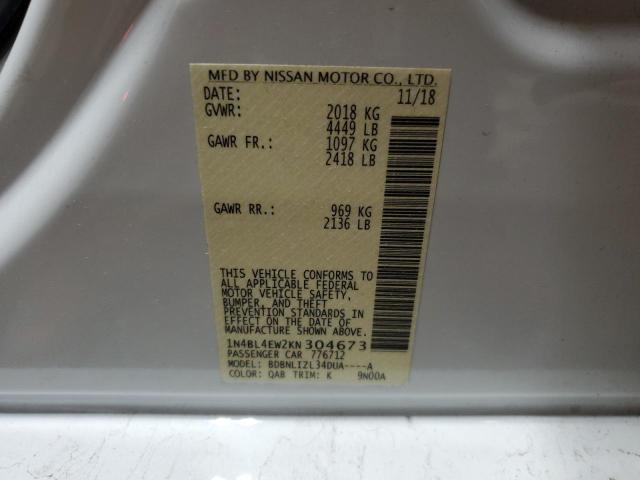 MFD BY NISSAN MOTOR CO., LTD.
DATE: 11/18
GVWR: 2018 KG
4449 LB
GAWR FR.: 1097 KG
2418 LB
GAWR RR.: 969 KG
2136 LB
THIS VEHICLE CONFORMS TO
ALL APPLICABLE FEDERAL
MOTOR VEHICLE SAFETY,
BUMPER, AND THEFT
PREVENTION STANDARDS IN
EFFECT ON THE DATE OF
MANUFACTURE SHOWN ABOVE.
1N4BL4EW2KN304673
PASSENGER CAR 776712
MODEL: BDBNLIZL34DUA----A
COLOR: QAB TRIM: K 9N00A